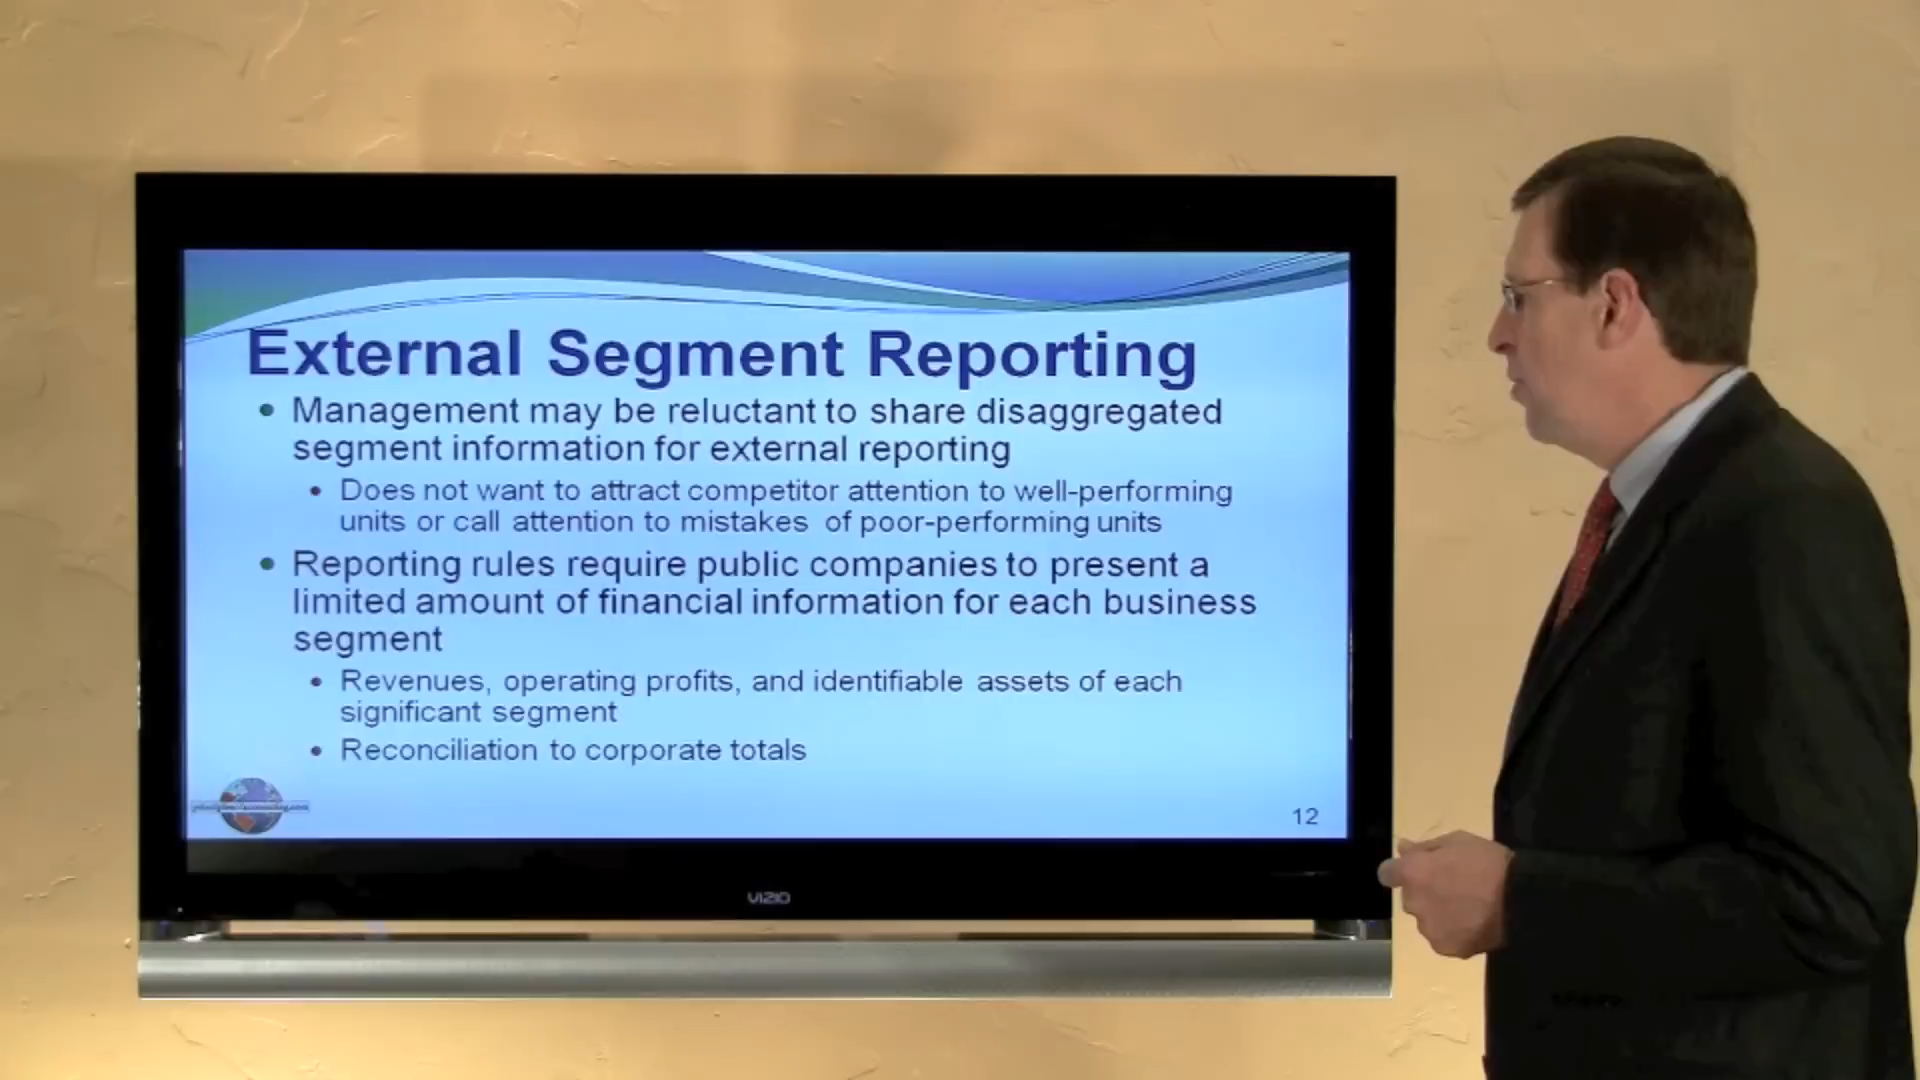 External Segment Reporting
• Management may be reluctant to share disaggregated
segment information for external reporting
• Does not want to attract competitor attention to well-performing
units or call attention to mistakes of poor-performing units
• Reporting rules require public companies to present a
limited amount of financial information for each business
segment
• Revenues, operating profits, and identifiable assets of each
significant segment
• Reconciliation to corporate totals
12
VIZIO